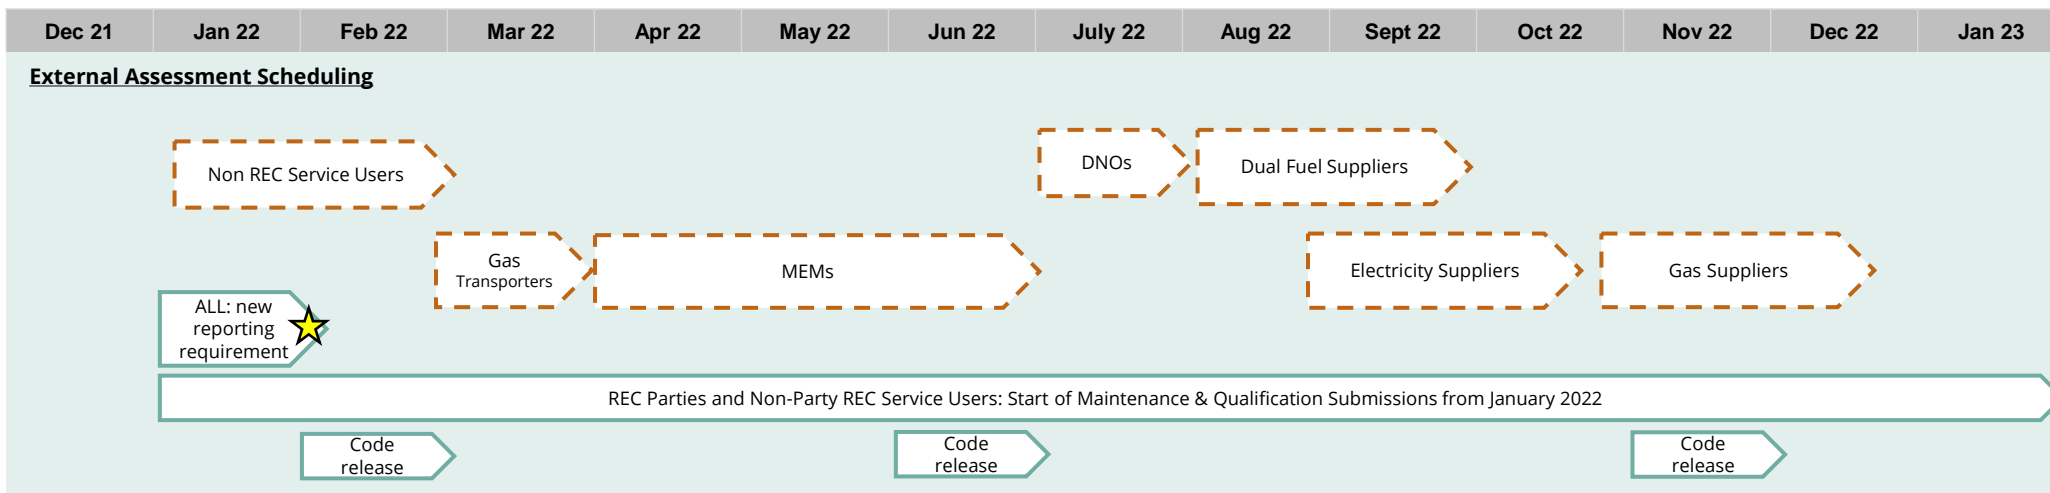 Dec 21 Jan 22 Feb 22 Mar 22 Apr 22 May 22 Jun 22 July 22 Aug 22 Sept 22 Oct 22 Nov 22 Dec 22 Jan 23
External Assessment Scheduling
Non REC Service Users
DNOs
Dual Fuel Suppliers
Gas
Transporters
MEMs
Electricity Suppliers
Gas Suppliers
ALL: new
reporting
requirement
REC Parties and Non-Party REC Service Users: Start of Maintenance & Qualification Submissions from January 2022
Code
release
Code
release
Code
release